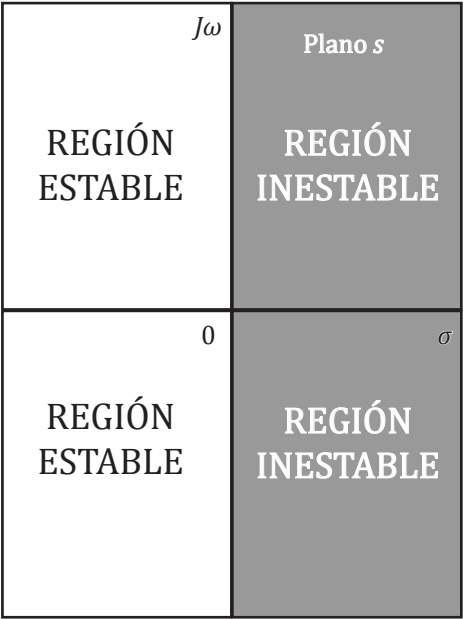 Jω
Plano s
REGIÓN
ESTABLE
REGIÓN
INESTABLE
0
σ
REGIÓN
ESTABLE
REGIÓN
INESTABLE